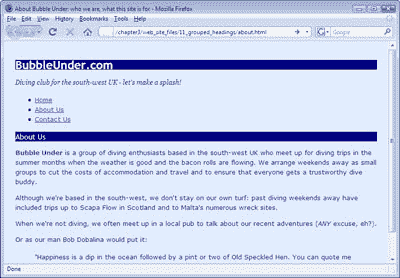 About Bubble Under: who we are, what this site is for - Mozilla Firefox
File Edit View History Bookmarks Tools Help
/chapter3/web_site_files/11_grouped_headings/about.html
Google
BubbleUnder.com
Diving club for the south-west UK - let's make a splash!
Home
About Us
Contact Us
About Us
Bubble Under is a group of diving enthusiasts based in the south-west UK who meet up for diving trips in the
summer months when the weather is good and the bacon rolls are flowing. We arrange weekends away as small
groups to cut the costs of accommodation and travel and to ensure that everyone gets a trustworthy dive
buddy.
Although we're based in the south-west, we don't stay on our own turf: past diving weekends away have
included trips up to Scapa Flow in Scotland and to Malta's numerous wreck sites.
When we're not diving, we often meet up in a local pub to talk about our recent adventures (ANY excuse, eh?).
Or as our man Bob Dobalina would put it:
"Happiness is a dip in the ocean followed by a pint or two of Old Speckled Hen. You can quote me
Done